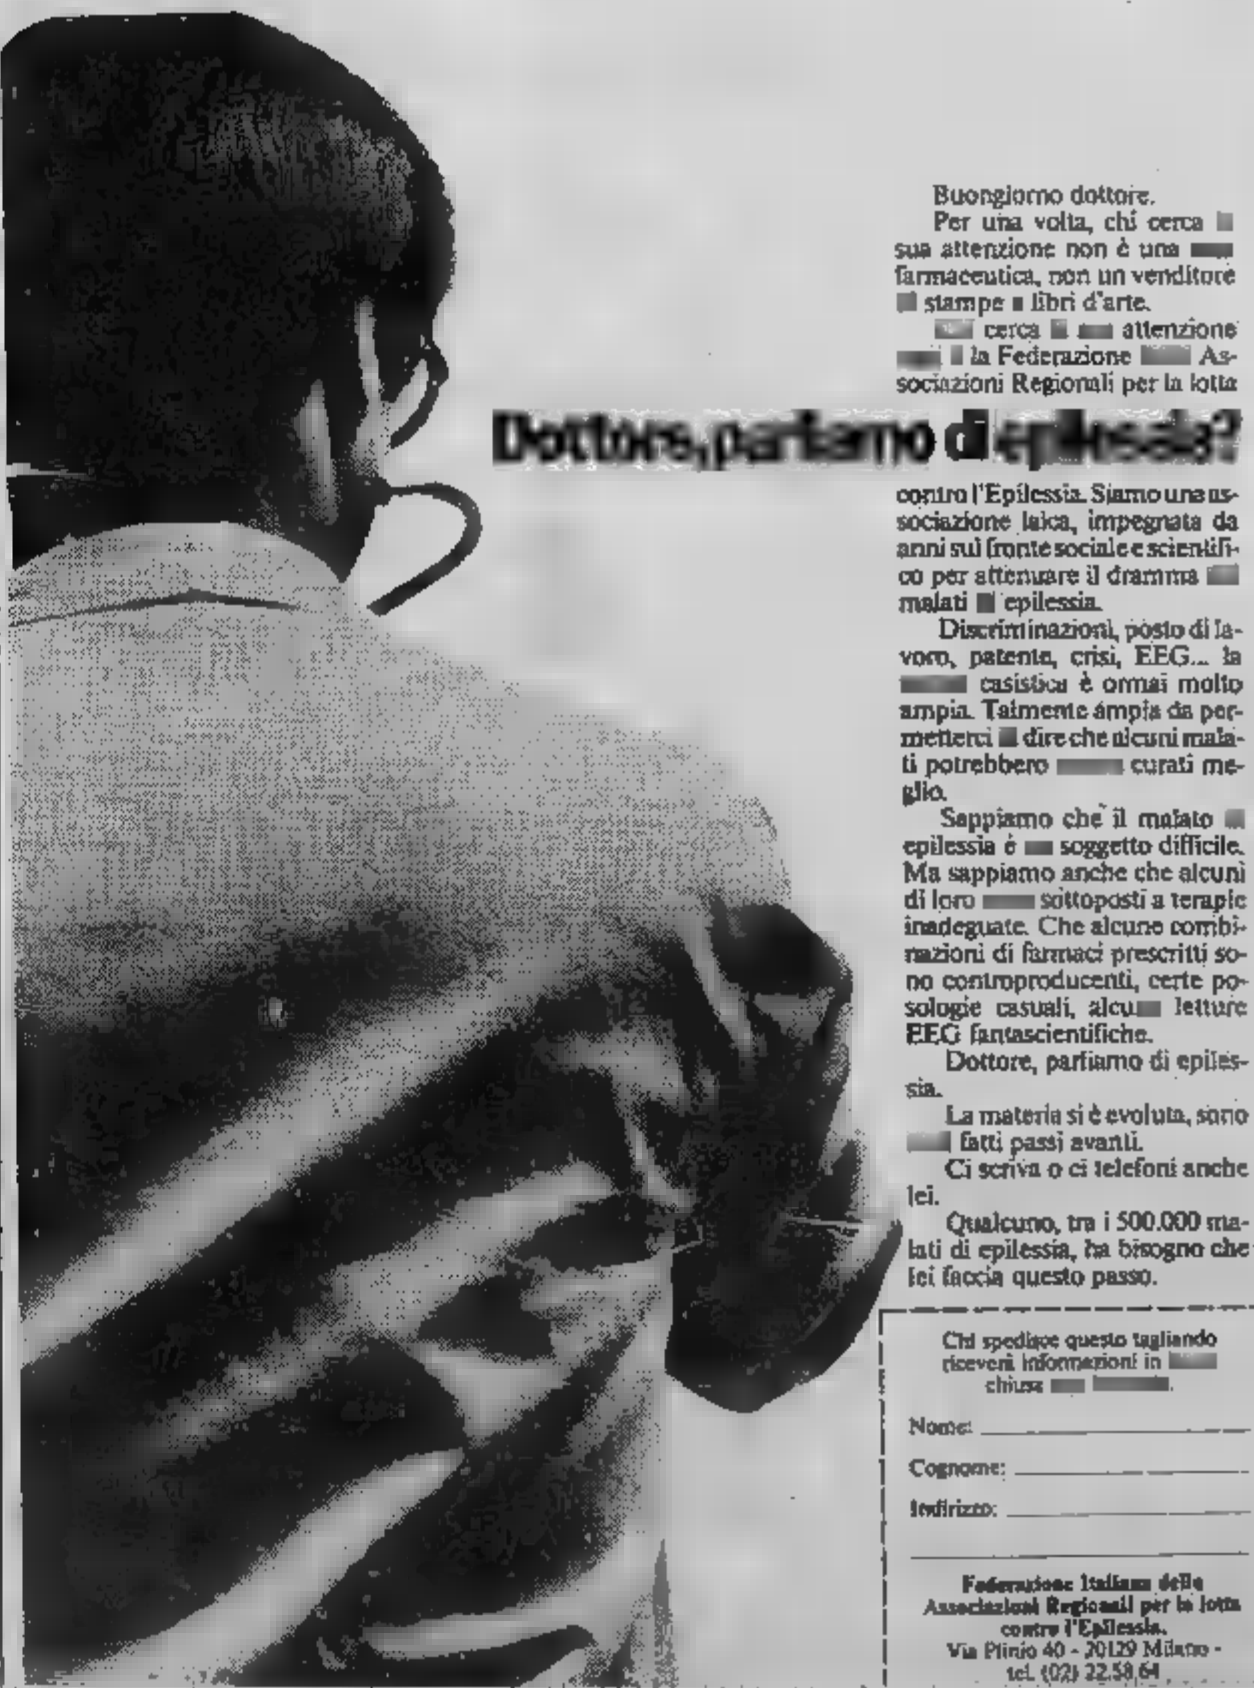 Buongiorno dottore.
Per una volta, chi cerca
sua attenzione non è una
farmaceutica, non un venditore
stampe libri d'arte.
cerca attenzione
la Federazione As-
sociazioni Regionali per la lotta
Dottore, parliamo di epilessia?
contro l'Epilessia. Siamo una as-
sociazione laica, impegnata da
anni sul fronte sociale e scientifi-
co per attenuare il dramma
malati epilessia.
Discriminazioni, posto di la-
voro, patente, crisi, EEG... la
casistica è ormai molto
ampia. Talmente ampia da per-
metterci dire che alcuni mala-
ti potrebbero curati me-
glio.
Sappiamo che il malato
epilessia è soggetto difficile.
Ma sappiamo anche che alcuni
di loro sottoposti a terapie
inadeguate. Che alcune combi-
nazioni di farmaci prescritti so-
no controproducenti, certe po-
sologie casuali, letture
EEG fantascientifiche.
Dottore, parliamo di epiles-
sia.
La materia si è evoluta, sono
fatti passi avanti.
Ci scriva o ci telefoni anche
lei.
Qualcuno, tra i 500.000 ma-
lati di epilessia, ha bisogno che
lei faccia questo passo.
Chi spedisce questo tagliando
riceverà informazioni in
chiusa
Nome:
Cognome:
Indirizzo:
Federazione Italiana delle
Associazioni Regionali per la lotta
contro l'Epilessia.
Via Plinio 40 - 20129 Milano -
tel. (02) 22.58.64